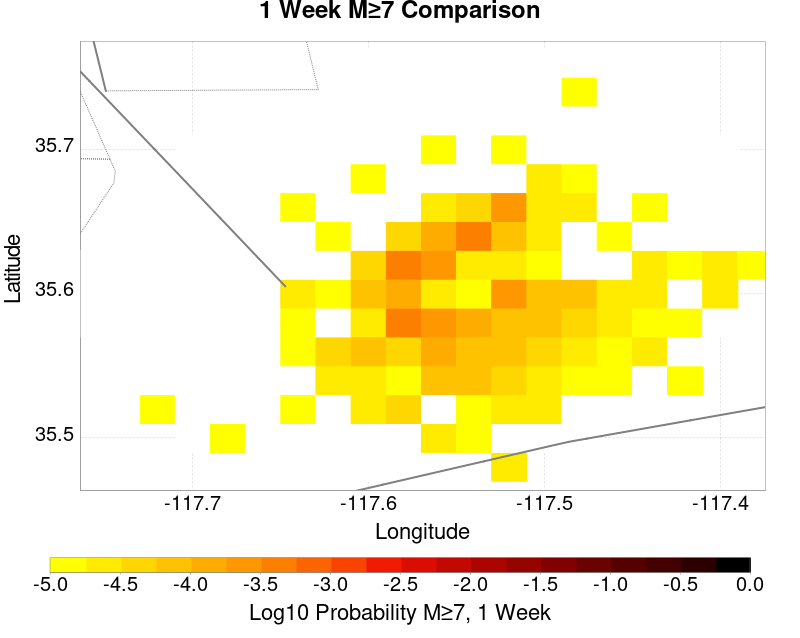 1 Week M≥7 Comparison
Latitude
35.7
35.6
35.5
-117.7 -117.6 -117.5 -117.4
Longitude
-5.0 -4.5 -4.0 -3.5 -3.0 -2.5 -2.0 -1.5 -1.0 -0.5 0.0
Log10 Probability M≥7, 1 Week